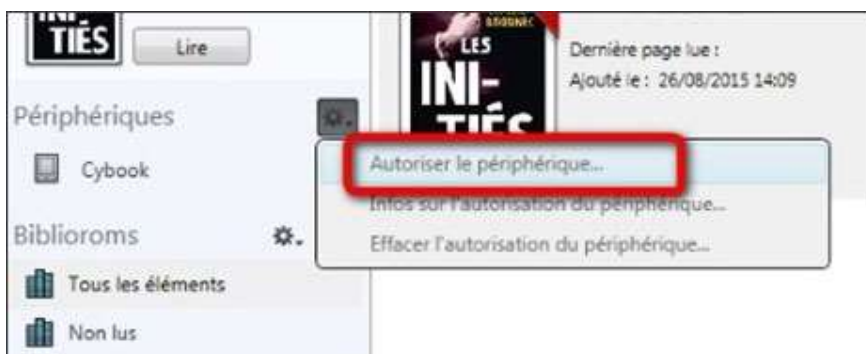 TIÉS
Lire
LES
INI-
TIÉS
Dernière page lue :
Ajouté le : 26/08/2015 14:09
Périphériques
Cybook
Autoriser le périphérique...
Infos sur l'autorisation du périphérique...
Effacer l'autorisation du périphérique...
Biblioroms
Tous les éléments
Non lus